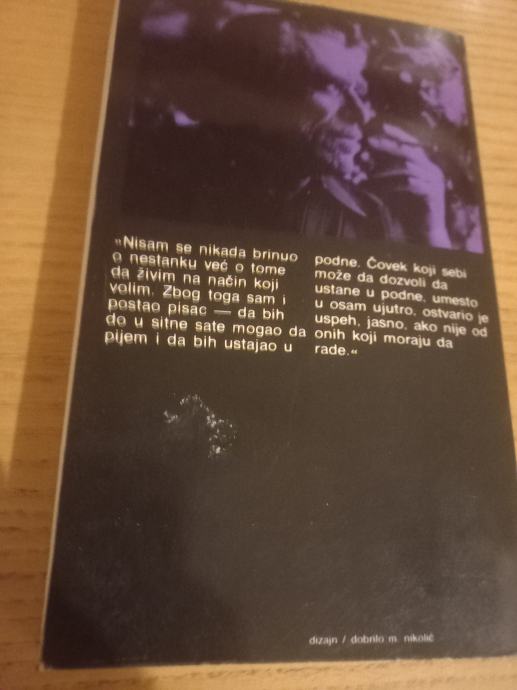 »Nisam se nikada brinuo
o nestanku već o tome
da živim na način koji
volim. Zbog toga sam i
postao pisac — da bih
do u sitne sate mogao da
pijem i da bih ustajao u
podne. Čovek koji sebi
može da dozvoli da
ustane u podne, umesto
u osam ujutro, ostvario je
uspeh, jasno, ako nije od
onih koji moraju da
rade.«
dizajn / dobrilo m. nikolić